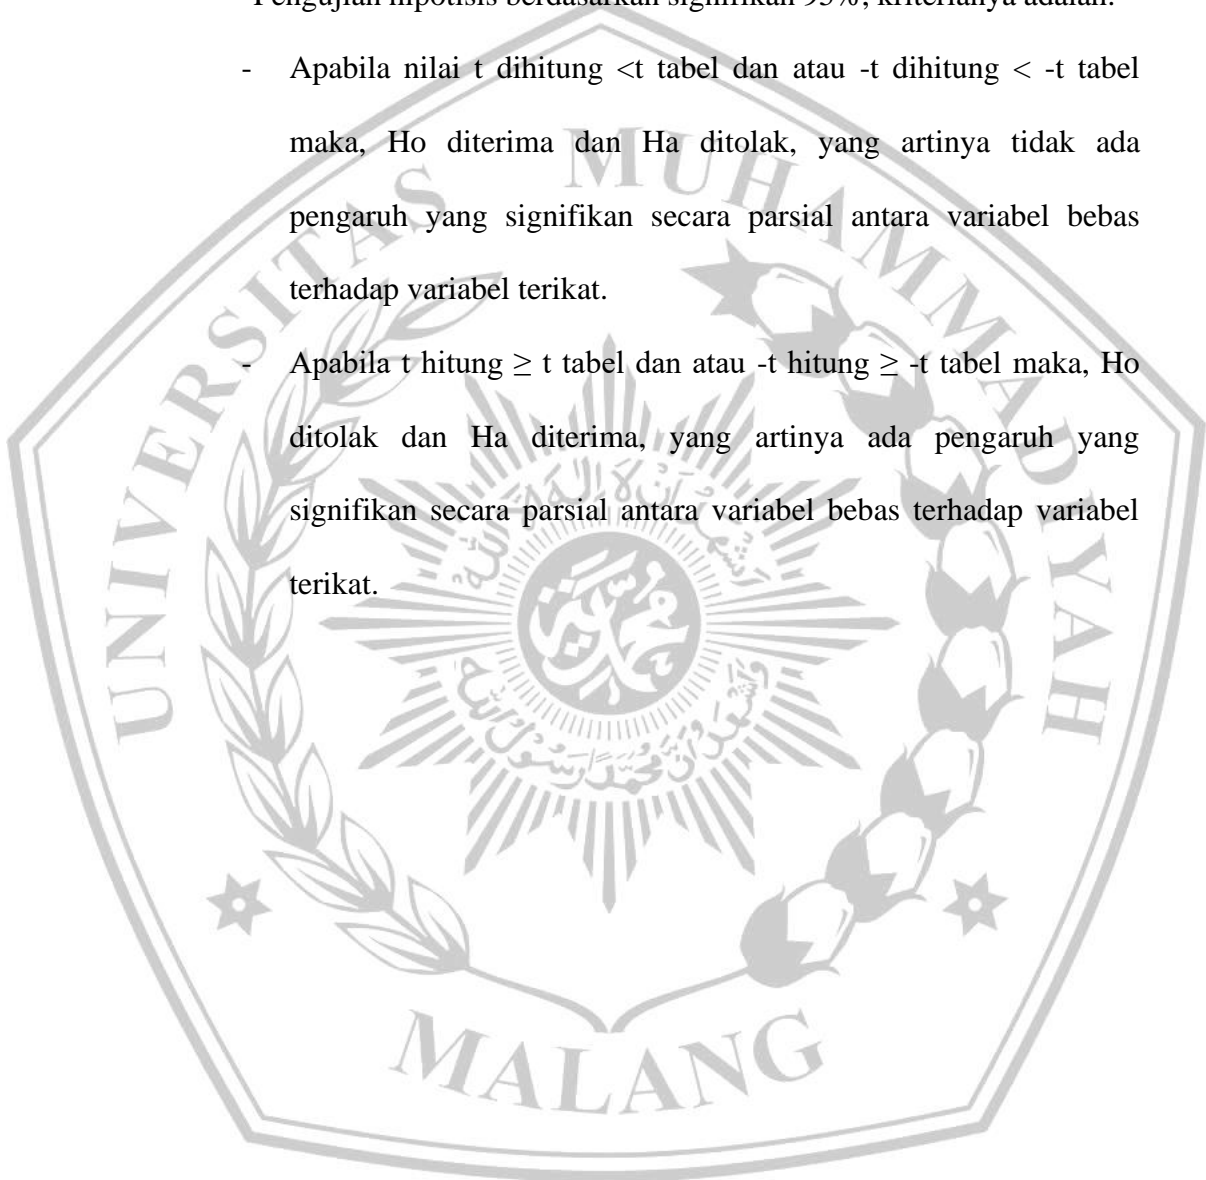 Pengujian hipotisis berdasarkan signifikan 95%, kriterianya adalah:
- Apabila nilai t dihitung <t tabel dan atau -t dihitung < -t tabel
maka, Ho diterima dan Ha ditolak, yang artinya tidak ada
pengaruh yang signifikan secara parsial antara variabel bebas
terhadap variabel terikat.
- Apabila t hitung ≥ t tabel dan atau -t hitung ≥ -t tabel maka, Ho
ditolak dan Ha diterima, yang artinya ada pengaruh yang
signifikan secara parsial antara variabel bebas terhadap variabel
terikat.
UNIVERSITAS MUHAMMADIYAH
MALANG